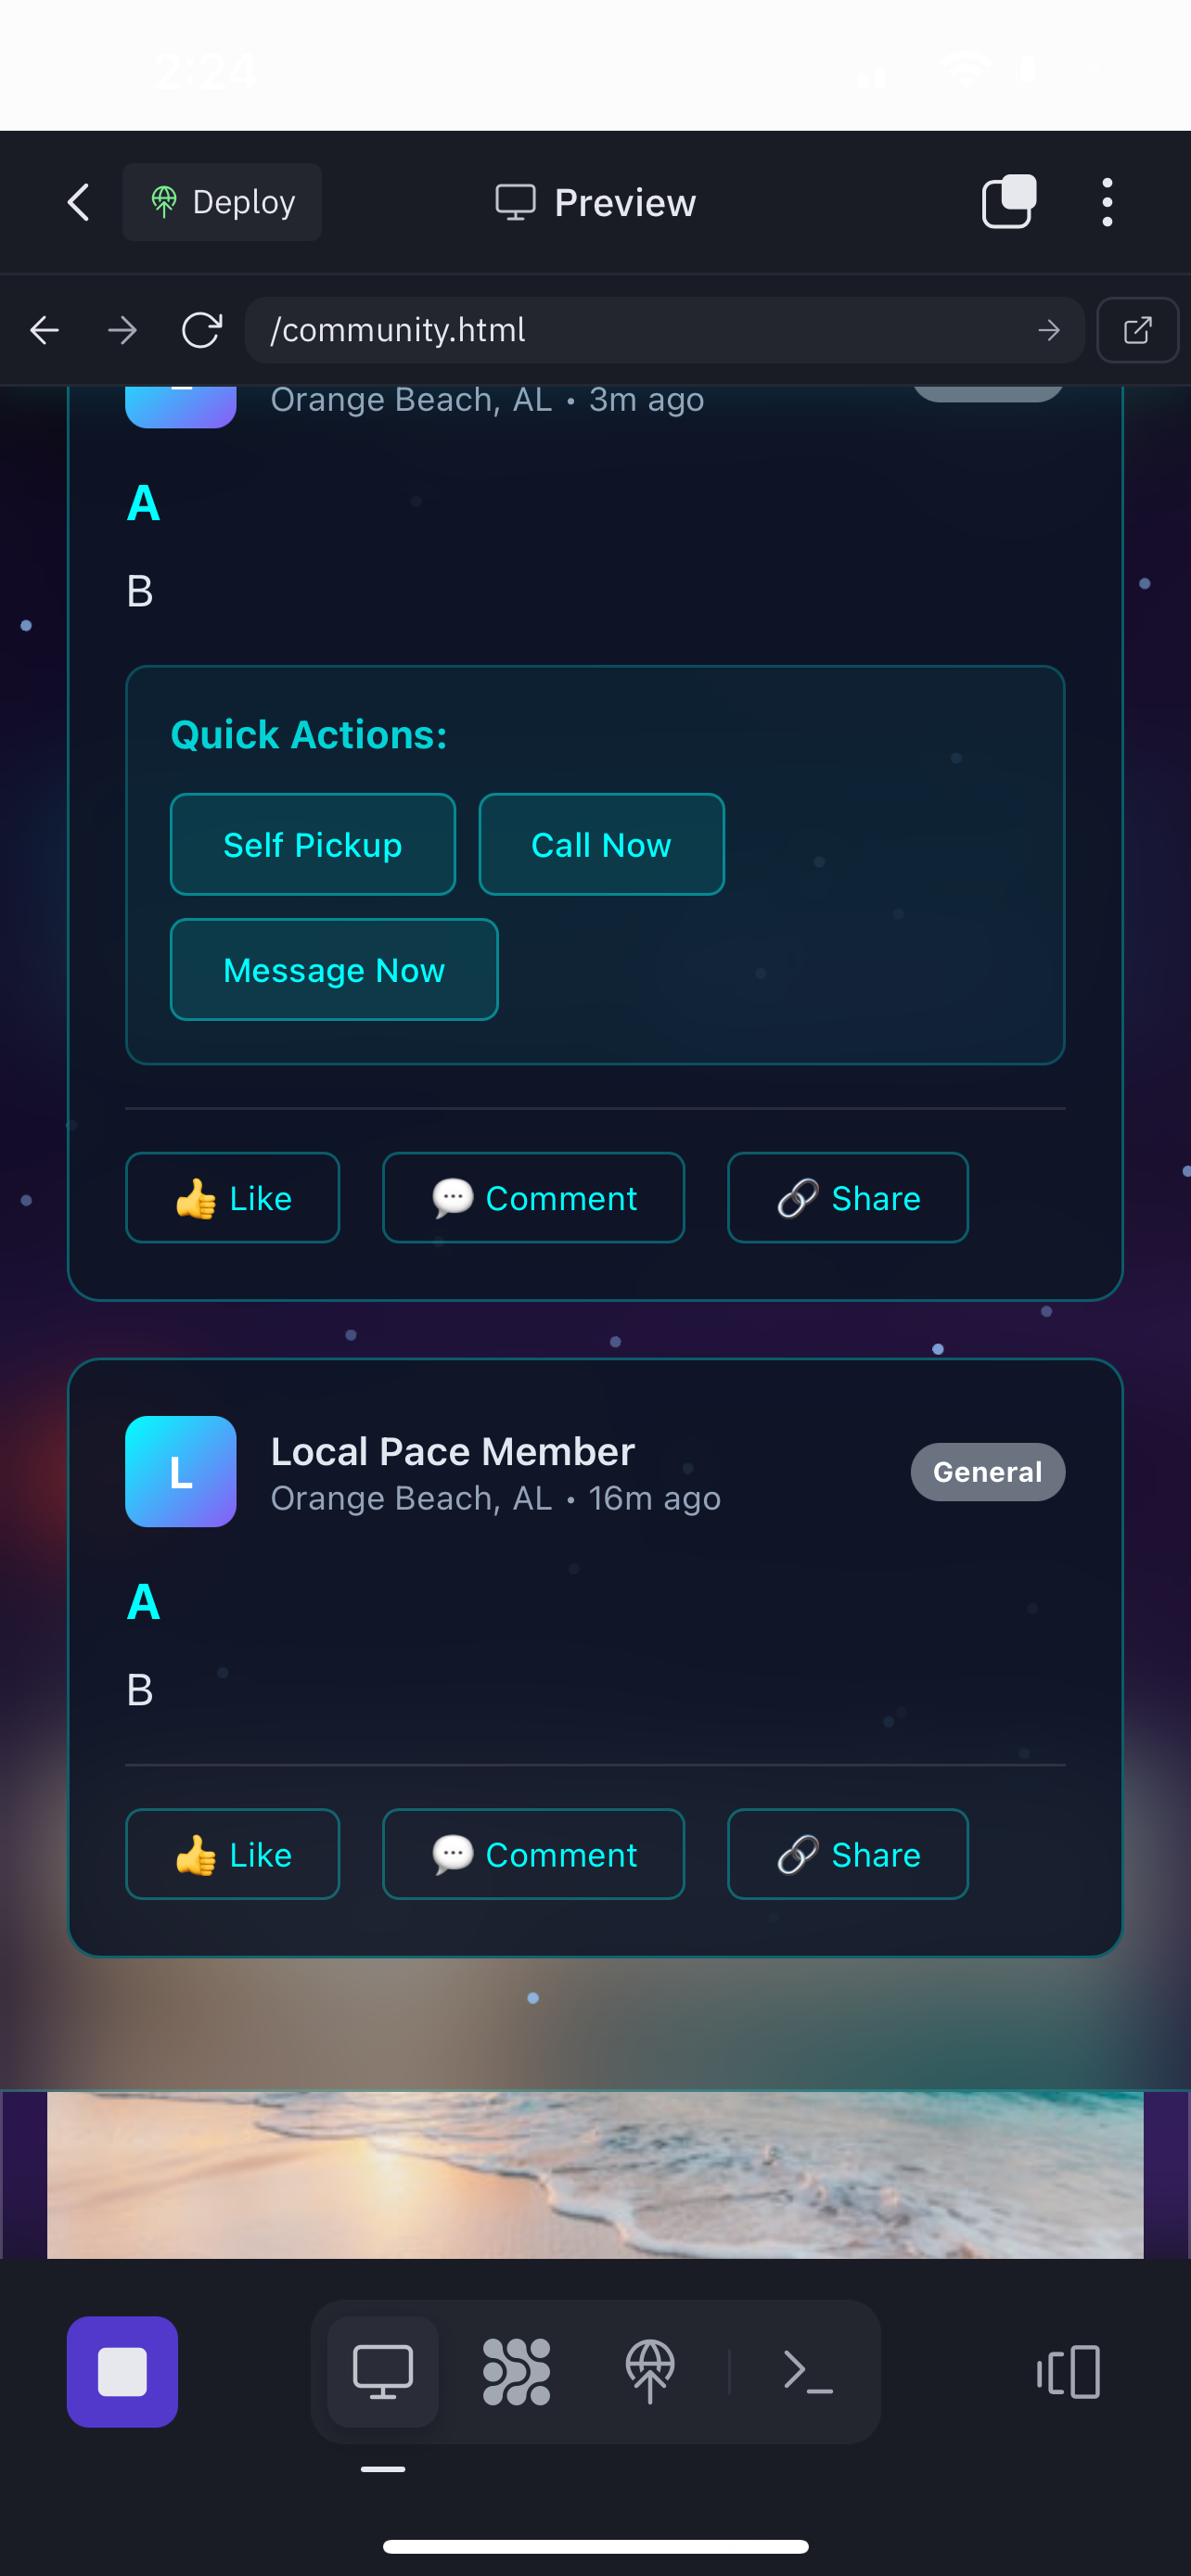 2:24
Deploy
Preview
/community.html
Orange Beach, AL • 3m ago
A
B
Quick Actions:
Self Pickup
Call Now
Message Now
Like
Comment
Share
L
Local Pace Member
Orange Beach, AL • 16m ago
General
A
B
Like
Comment
Share